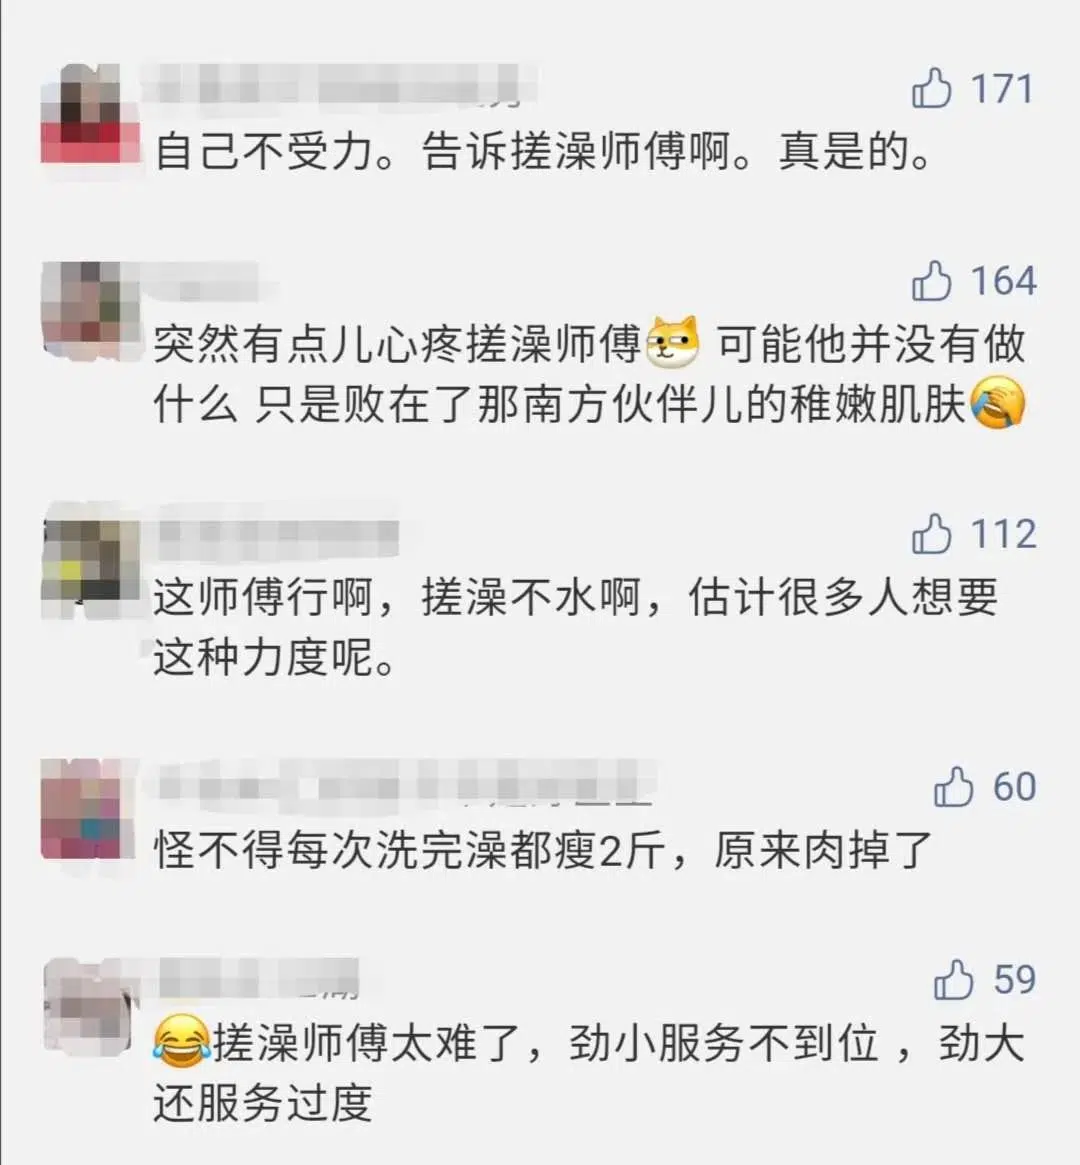 171
自己不受力。告诉搓澡师傅啊。真是的。
164
突然有点儿心疼搓澡师傅 可能他并没有做
什么 只是败在了那南方伙伴儿的稚嫩肌肤
112
这师傅行啊，搓澡不水啊，估计很多人想要
这种力度呢。
60
怪不得每次洗完澡都瘦2斤，原来肉掉了
59
搓澡师傅太难了，劲小服务不到位 ，劲大
还服务过度